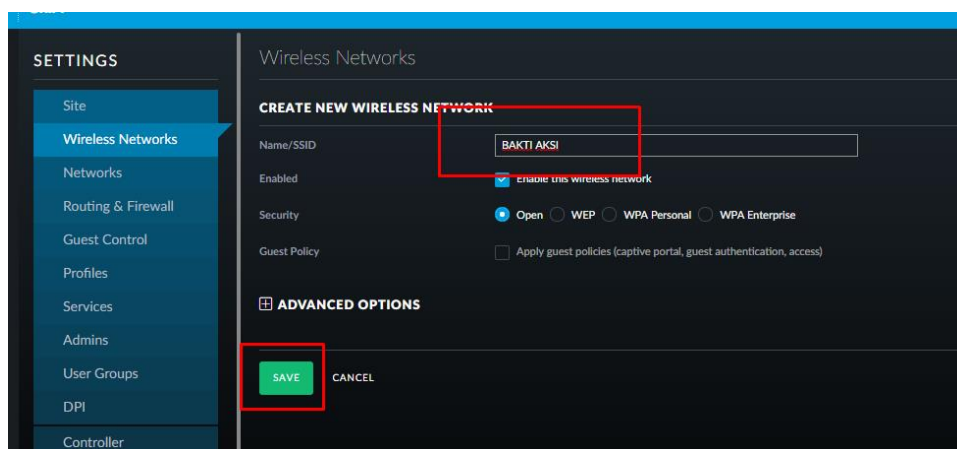 SETTINGS
Site
Wireless Networks
Networks
Routing & Firewall
Guest Control
Profiles
Services
Admins
User Groups
DPI
Controller
Wireless Networks
CREATE NEW WIRELESS NETWORK
Name/SSID BAKTI AKSI
Enabled Enable this wireless network
Security Open WEP WPA Personal WPA Enterprise
Guest Policy Apply guest policies (captive portal, guest authentication, access)
ADVANCED OPTIONS
SAVE CANCEL